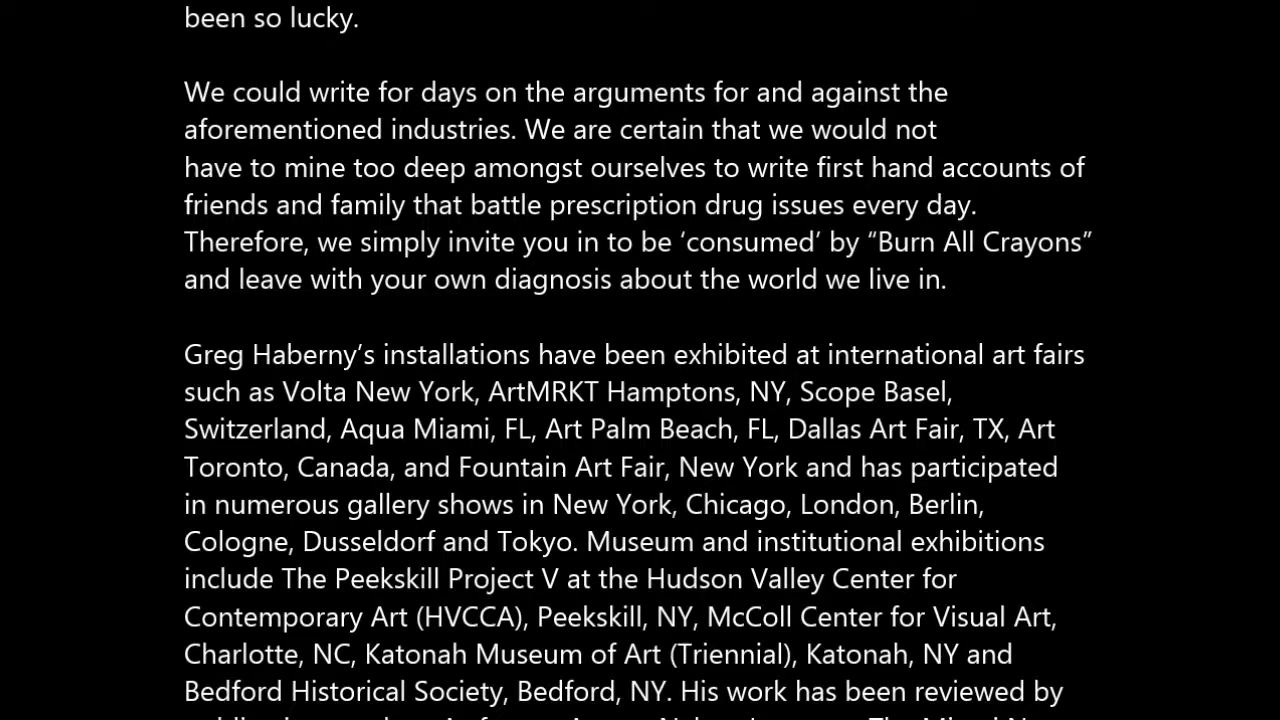 been so lucky.
We could write for days on the arguments for and against the
aforementioned industries. We are certain that we would not
have to mine too deep amongst ourselves to write first hand accounts of
friends and family that battle prescription drug issues every day.
Therefore, we simply invite you in to be ‘consumed’ by “Burn All Crayons”
and leave with your own diagnosis about the world we live in.
Greg Haberny’s installations have been exhibited at international art fairs
such as Volta New York, ArtMRKT Hamptons, NY, Scope Basel,
Switzerland, Aqua Miami, FL, Art Palm Beach, FL, Dallas Art Fair, TX, Art
Toronto, Canada, and Fountain Art Fair, New York and has participated
in numerous gallery shows in New York, Chicago, London, Berlin,
Cologne, Dusseldorf and Tokyo. Museum and institutional exhibitions
include The Peekskill Project V at the Hudson Valley Center for
Contemporary Art (HVCCA), Peekskill, NY, McColl Center for Visual Art,
Charlotte, NC, Katonah Museum of Art (Triennial), Katonah, NY and
Bedford Historical Society, Bedford, NY. His work has been reviewed by